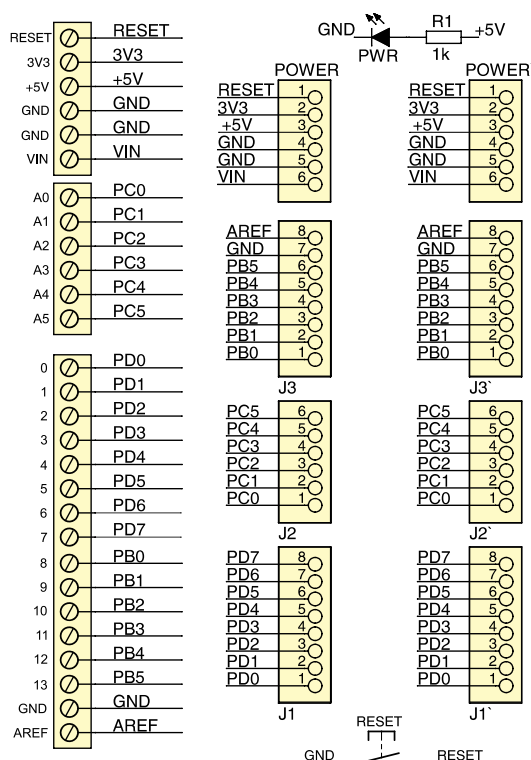 RESET RESET
3V3 3V3
+5V +5V
GND GND
GND GND
VIN VIN
A0 PC0
A1 PC1
A2 PC2
A3 PC3
A4 PC4
A5 PC5
0 PD0
1 PD1
2 PD2
3 PD3
4 PD4
5 PD5
6 PD6
7 PD7
8 PB0
9 PB1
10 PB2
11 PB3
12 PB4
13 PB5
GND GND
AREF AREF
GND PWR R1 1k +5V
POWER
RESET 1
3V3 2
+5V 3
GND 4
GND 5
VIN 6
AREF 8
GND 7
PB5 6
PB4 5
PB3 4
PB2 3
PB1 2
PB0 1
J3
PC5 6
PC4 5
PC3 4
PC2 3
PC1 2
PC0 1
J2
PD7 8
PD6 7
PD5 6
PD4 5
PD3 4
PD2 3
PD1 2
PD0 1
J1
POWER
RESET 1
3V3 2
+5V 3
GND 4
GND 5
VIN 6
AREF 8
GND 7
PB5 6
PB4 5
PB3 4
PB2 3
PB1 2
PB0 1
J3`
PC5 6
PC4 5
PC3 4
PC2 3
PC1 2
PC0 1
J2`
PD7 8
PD6 7
PD5 6
PD4 5
PD3 4
PD2 3
PD1 2
PD0 1
J1`
RESET
GND RESET